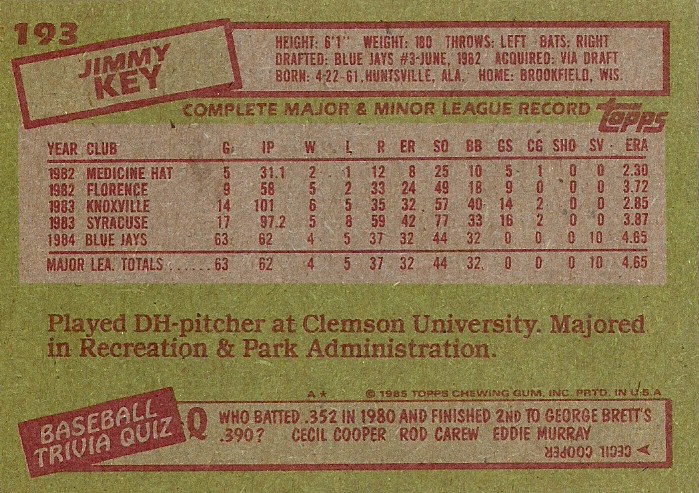 193
JIMMY
KEY
HEIGHT: 6'1" WEIGHT: 180 THROWS: LEFT BATS: RIGHT
DRAFTED: BLUE JAYS #3-JUNE, 1982 ACQUIRED: VIA DRAFT
BORN: 4-22-61, HUNTSVILLE, ALA. HOME: BROOKFIELD, WIS.
COMPLETE MAJOR & MINOR LEAGUE RECORD topps
YEAR CLUB G IP W L R ER SO BB GS CG SHO SV ERA
1982 MEDICINE HAT 5 31.1 2 1 12 8 25 10 5 1 0 0 2.30
1982 FLORENCE 9 58 5 2 33 24 49 18 9 0 0 0 3.72
1983 KNOXVILLE 14 101 6 5 35 32 57 40 14 2 0 0 2.85
1983 SYRACUSE 17 97.2 5 8 59 42 77 33 16 2 0 0 3.87
1984 BLUE JAYS 63 62 4 5 37 32 44 32 0 0 0 10 4.65
MAJOR LEA. TOTALS ...... 63 62 4 5 37 32 44 32 0 0 0 10 4.65
Played DH-pitcher at Clemson University. Majored
in Recreation & Park Administration.
A★ © 1985 TOPPS CHEWING GUM, INC. PRTD. IN U.S.A
BASEBALL
TRIVIA QUIZ
Q WHO BATTED .352 IN 1980 AND FINISHED 2ND TO GEORGE BRETT'S
.390? CECIL COOPER ROD CAREW EDDIE MURRAY
A CECIL
COOPER